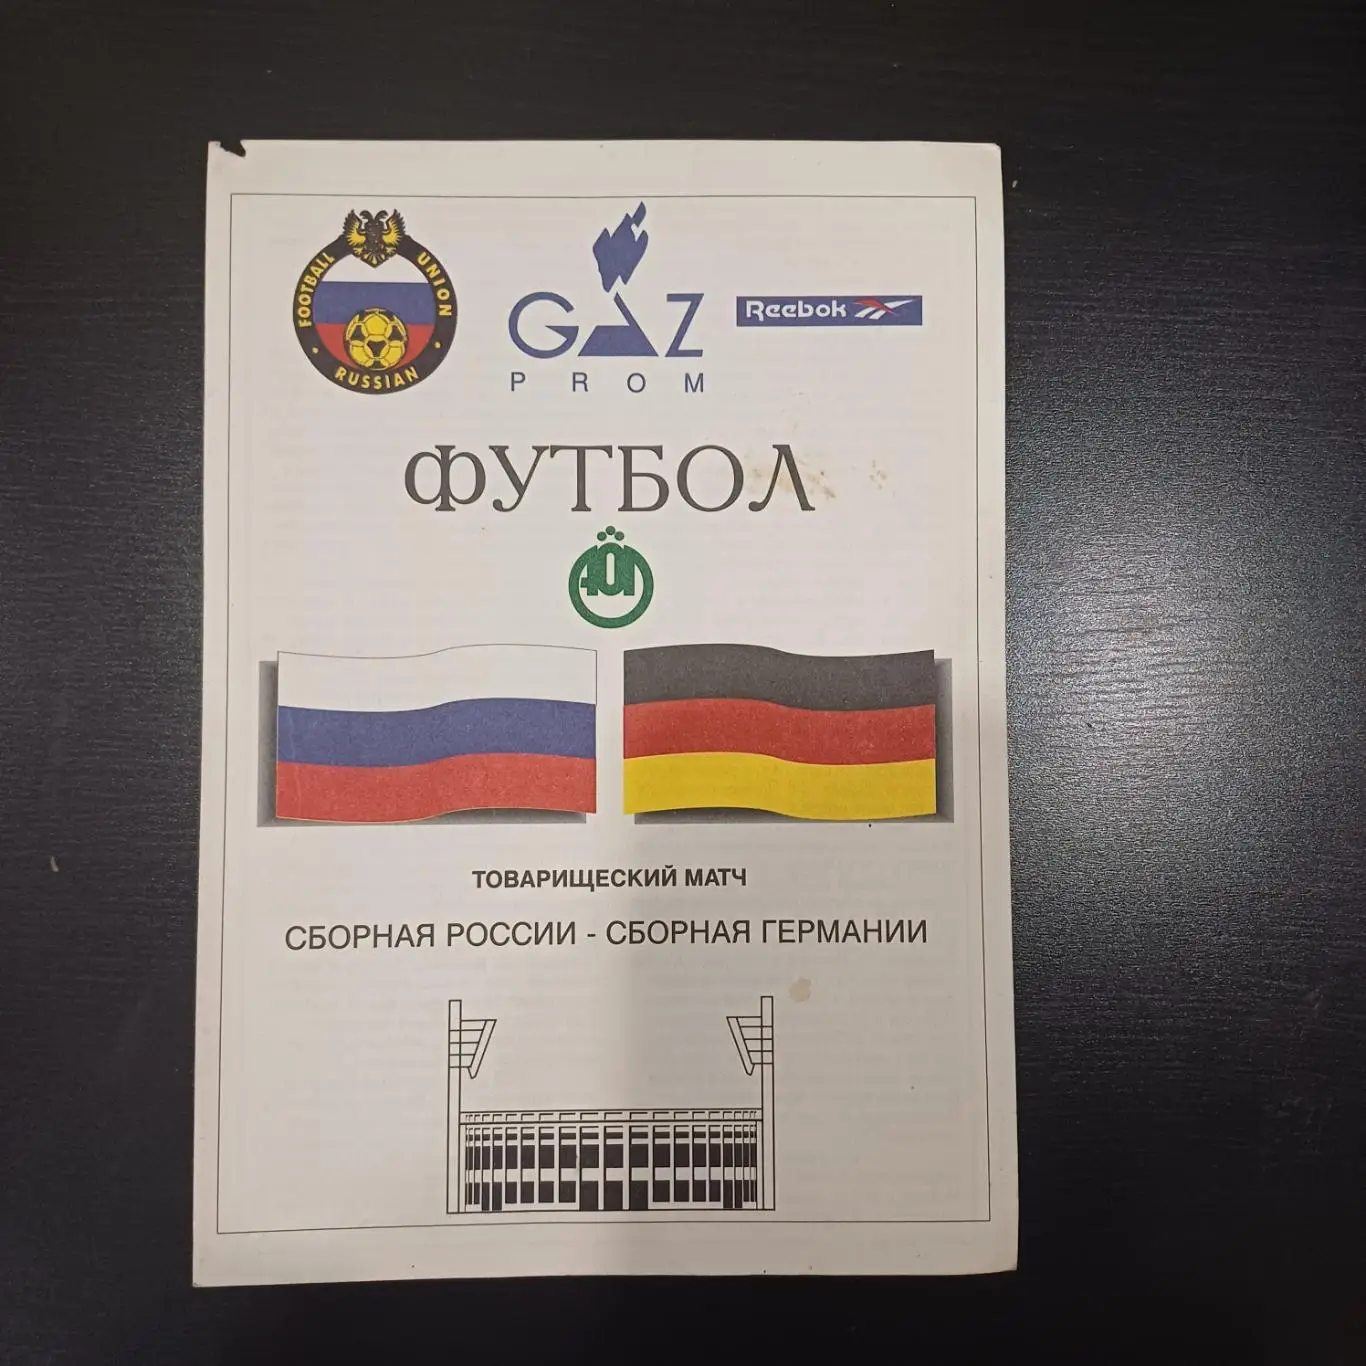 FOOTBALL UNION
RUSSIAN
GAZ
PROM
Reebok
ФУТБОЛ
ТОВАРИЩЕСКИЙ МАТЧ
СБОРНАЯ РОССИИ - СБОРНАЯ ГЕРМАНИИ